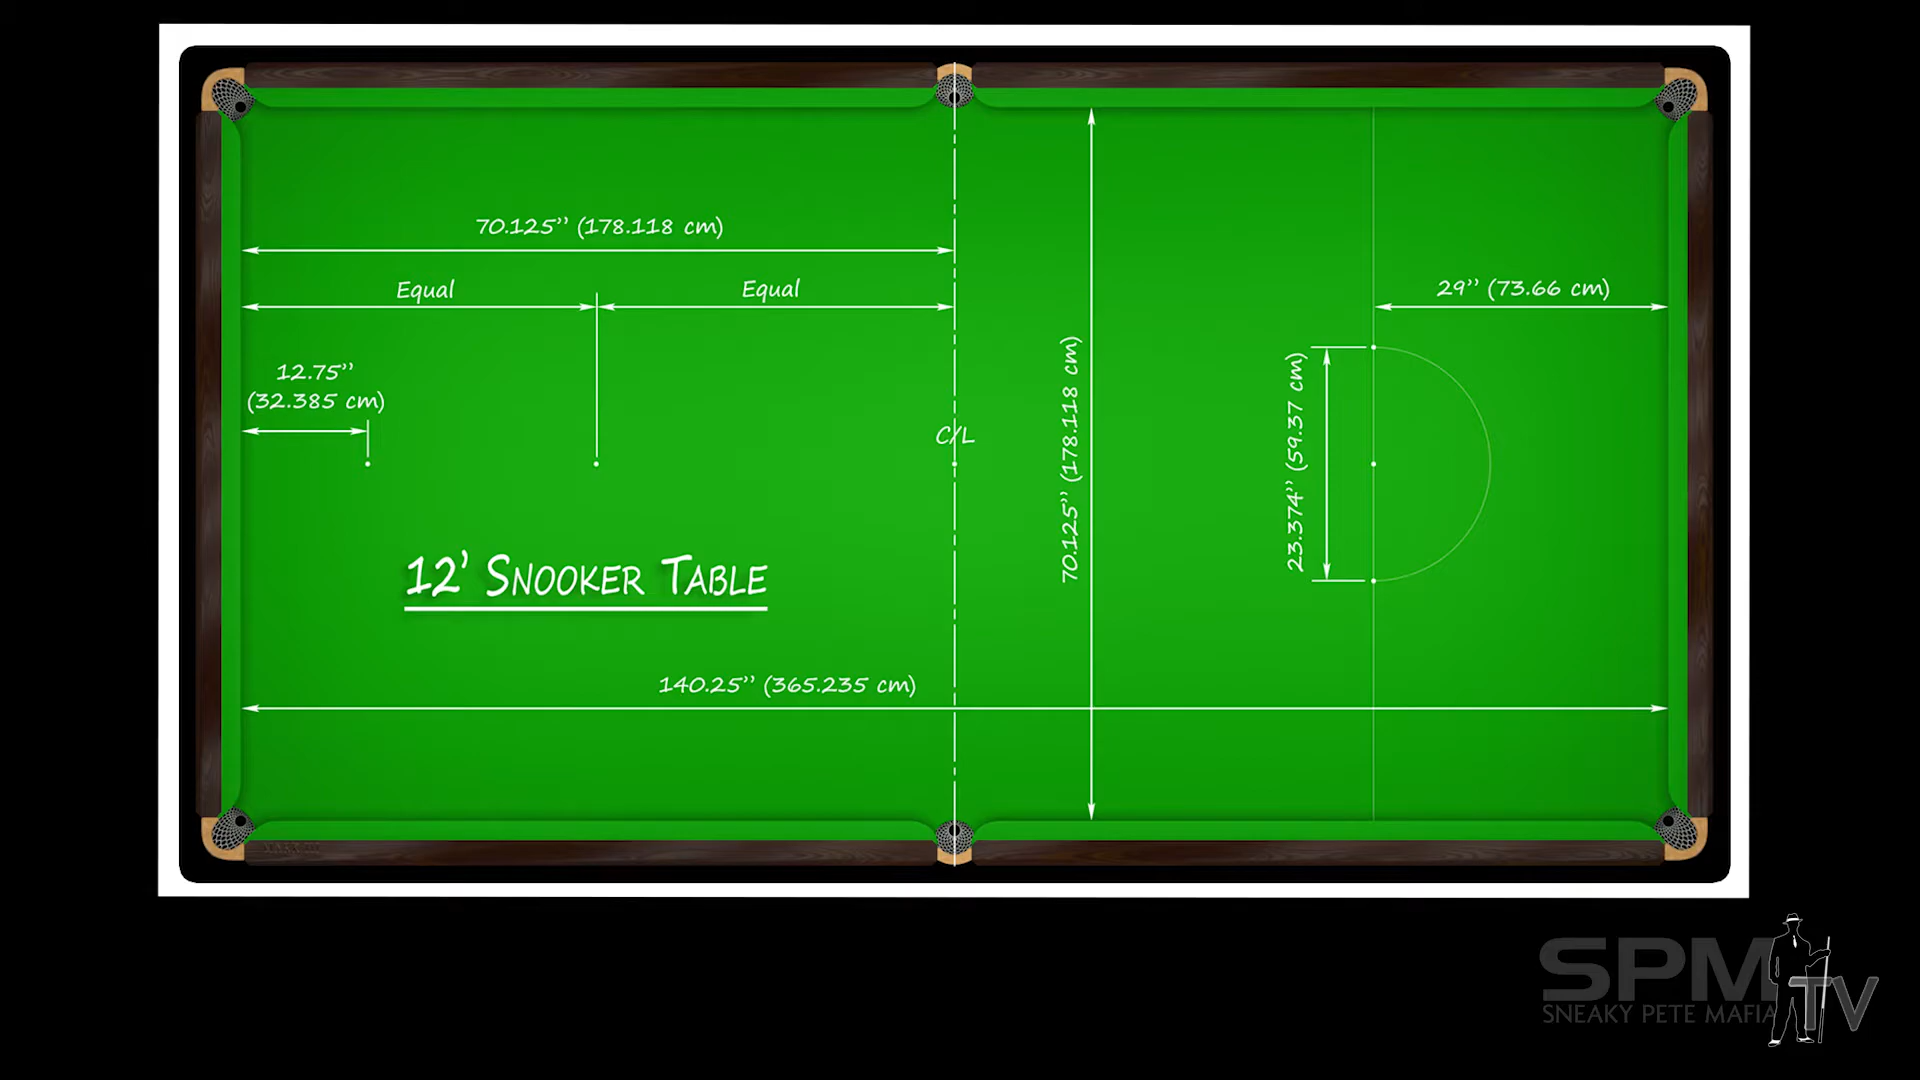 70.125” (178.118 cm)
Equal
Equal
29” (73.66 cm)
12.75”
(32.385 cm)
C/L
70.125” (178.118 cm)
23.374” (59.37 cm)
12’ SNOOKER TABLE
140.25” (365.235 cm)
SPM
TV
SNEAKY PETE MAFIA